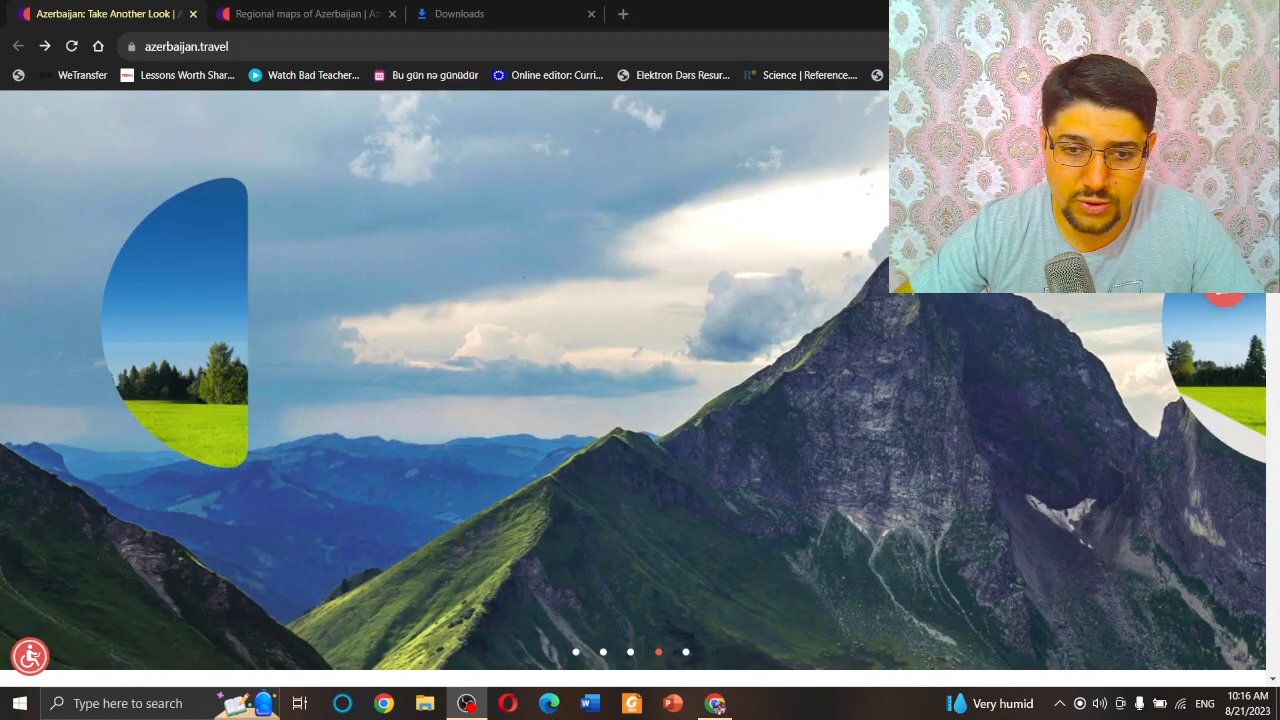 Azerbaijan: Take Another Look | A
Regional maps of Azerbaijan | Az
Downloads
azerbaijan.travel
WeTransfer
Lessons Worth Shar...
Watch Bad Teacher...
Bu gün nə günüdür
Online editor: Curri...
Elektron Dərs Resur...
Science | Reference....
Type here to search
Very humid
ENG
10:16 AM
8/21/2023